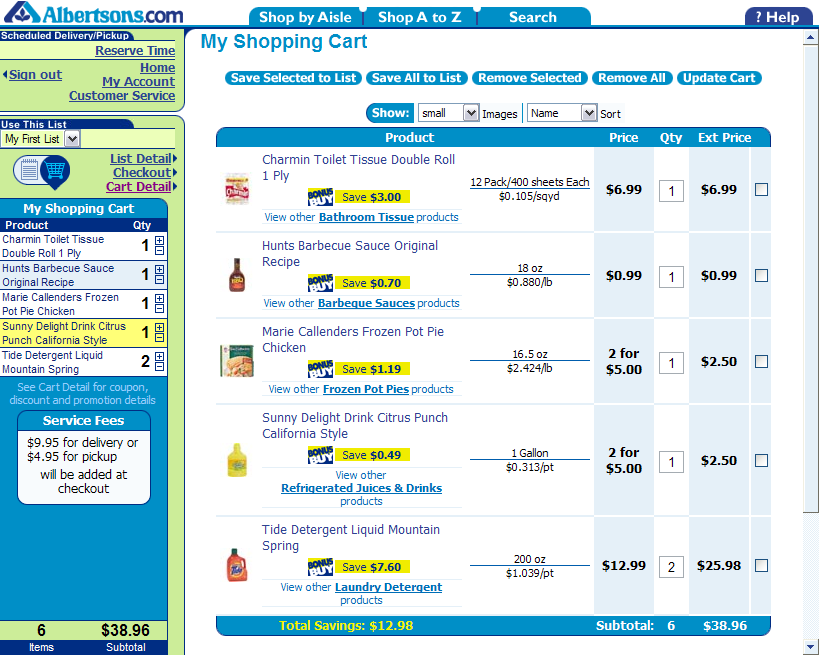 Albertsons.com
Shop by Aisle
Shop A to Z
Search
? Help
Scheduled Delivery/Pickup
Reserve Time
Sign out
Home
My Account
Customer Service
Use This List
My First List
List Detail
Checkout
Cart Detail
My Shopping Cart
Product Qty
Charmin Toilet Tissue
Double Roll 1 Ply
1
Hunts Barbecue Sauce
Original Recipe
1
Marie Callenders Frozen
Pot Pie Chicken
1
Sunny Delight Drink Citrus
Punch California Style
1
Tide Detergent Liquid
Mountain Spring
2
See Cart Detail for coupon,
discount and promotion details
Service Fees
$9.95 for delivery or
$4.95 for pickup
will be added at
checkout
6 $38.96
Items Subtotal
My Shopping Cart
Save Selected to List
Save All to List
Remove Selected
Remove All
Update Cart
Show: small Images Name Sort
Product Price Qty Ext Price
Charmin Toilet Tissue Double Roll
1 Ply
BONUS BUY Save $3.00
View other Bathroom Tissue products
12 Pack/400 sheets Each
$0.105/sqyd
$6.99 1 $6.99
Hunts Barbecue Sauce Original
Recipe
BONUS BUY Save $0.70
View other Barbeque Sauces products
18 oz
$0.880/lb
$0.99 1 $0.99
Marie Callenders Frozen Pot Pie
Chicken
BONUS BUY Save $1.19
View other Frozen Pot Pies products
16.5 oz
$2.424/lb
2 for
$5.00
1 $2.50
Sunny Delight Drink Citrus Punch
California Style
BONUS BUY Save $0.49
View other
Refrigerated Juices & Drinks
products
1 Gallon
$0.313/pt
2 for
$5.00
1 $2.50
Tide Detergent Liquid Mountain
Spring
BONUS BUY Save $7.60
View other Laundry Detergent
products
200 oz
$1.039/pt
$12.99 2 $25.98
Total Savings: $12.98
Subtotal: 6 $38.96